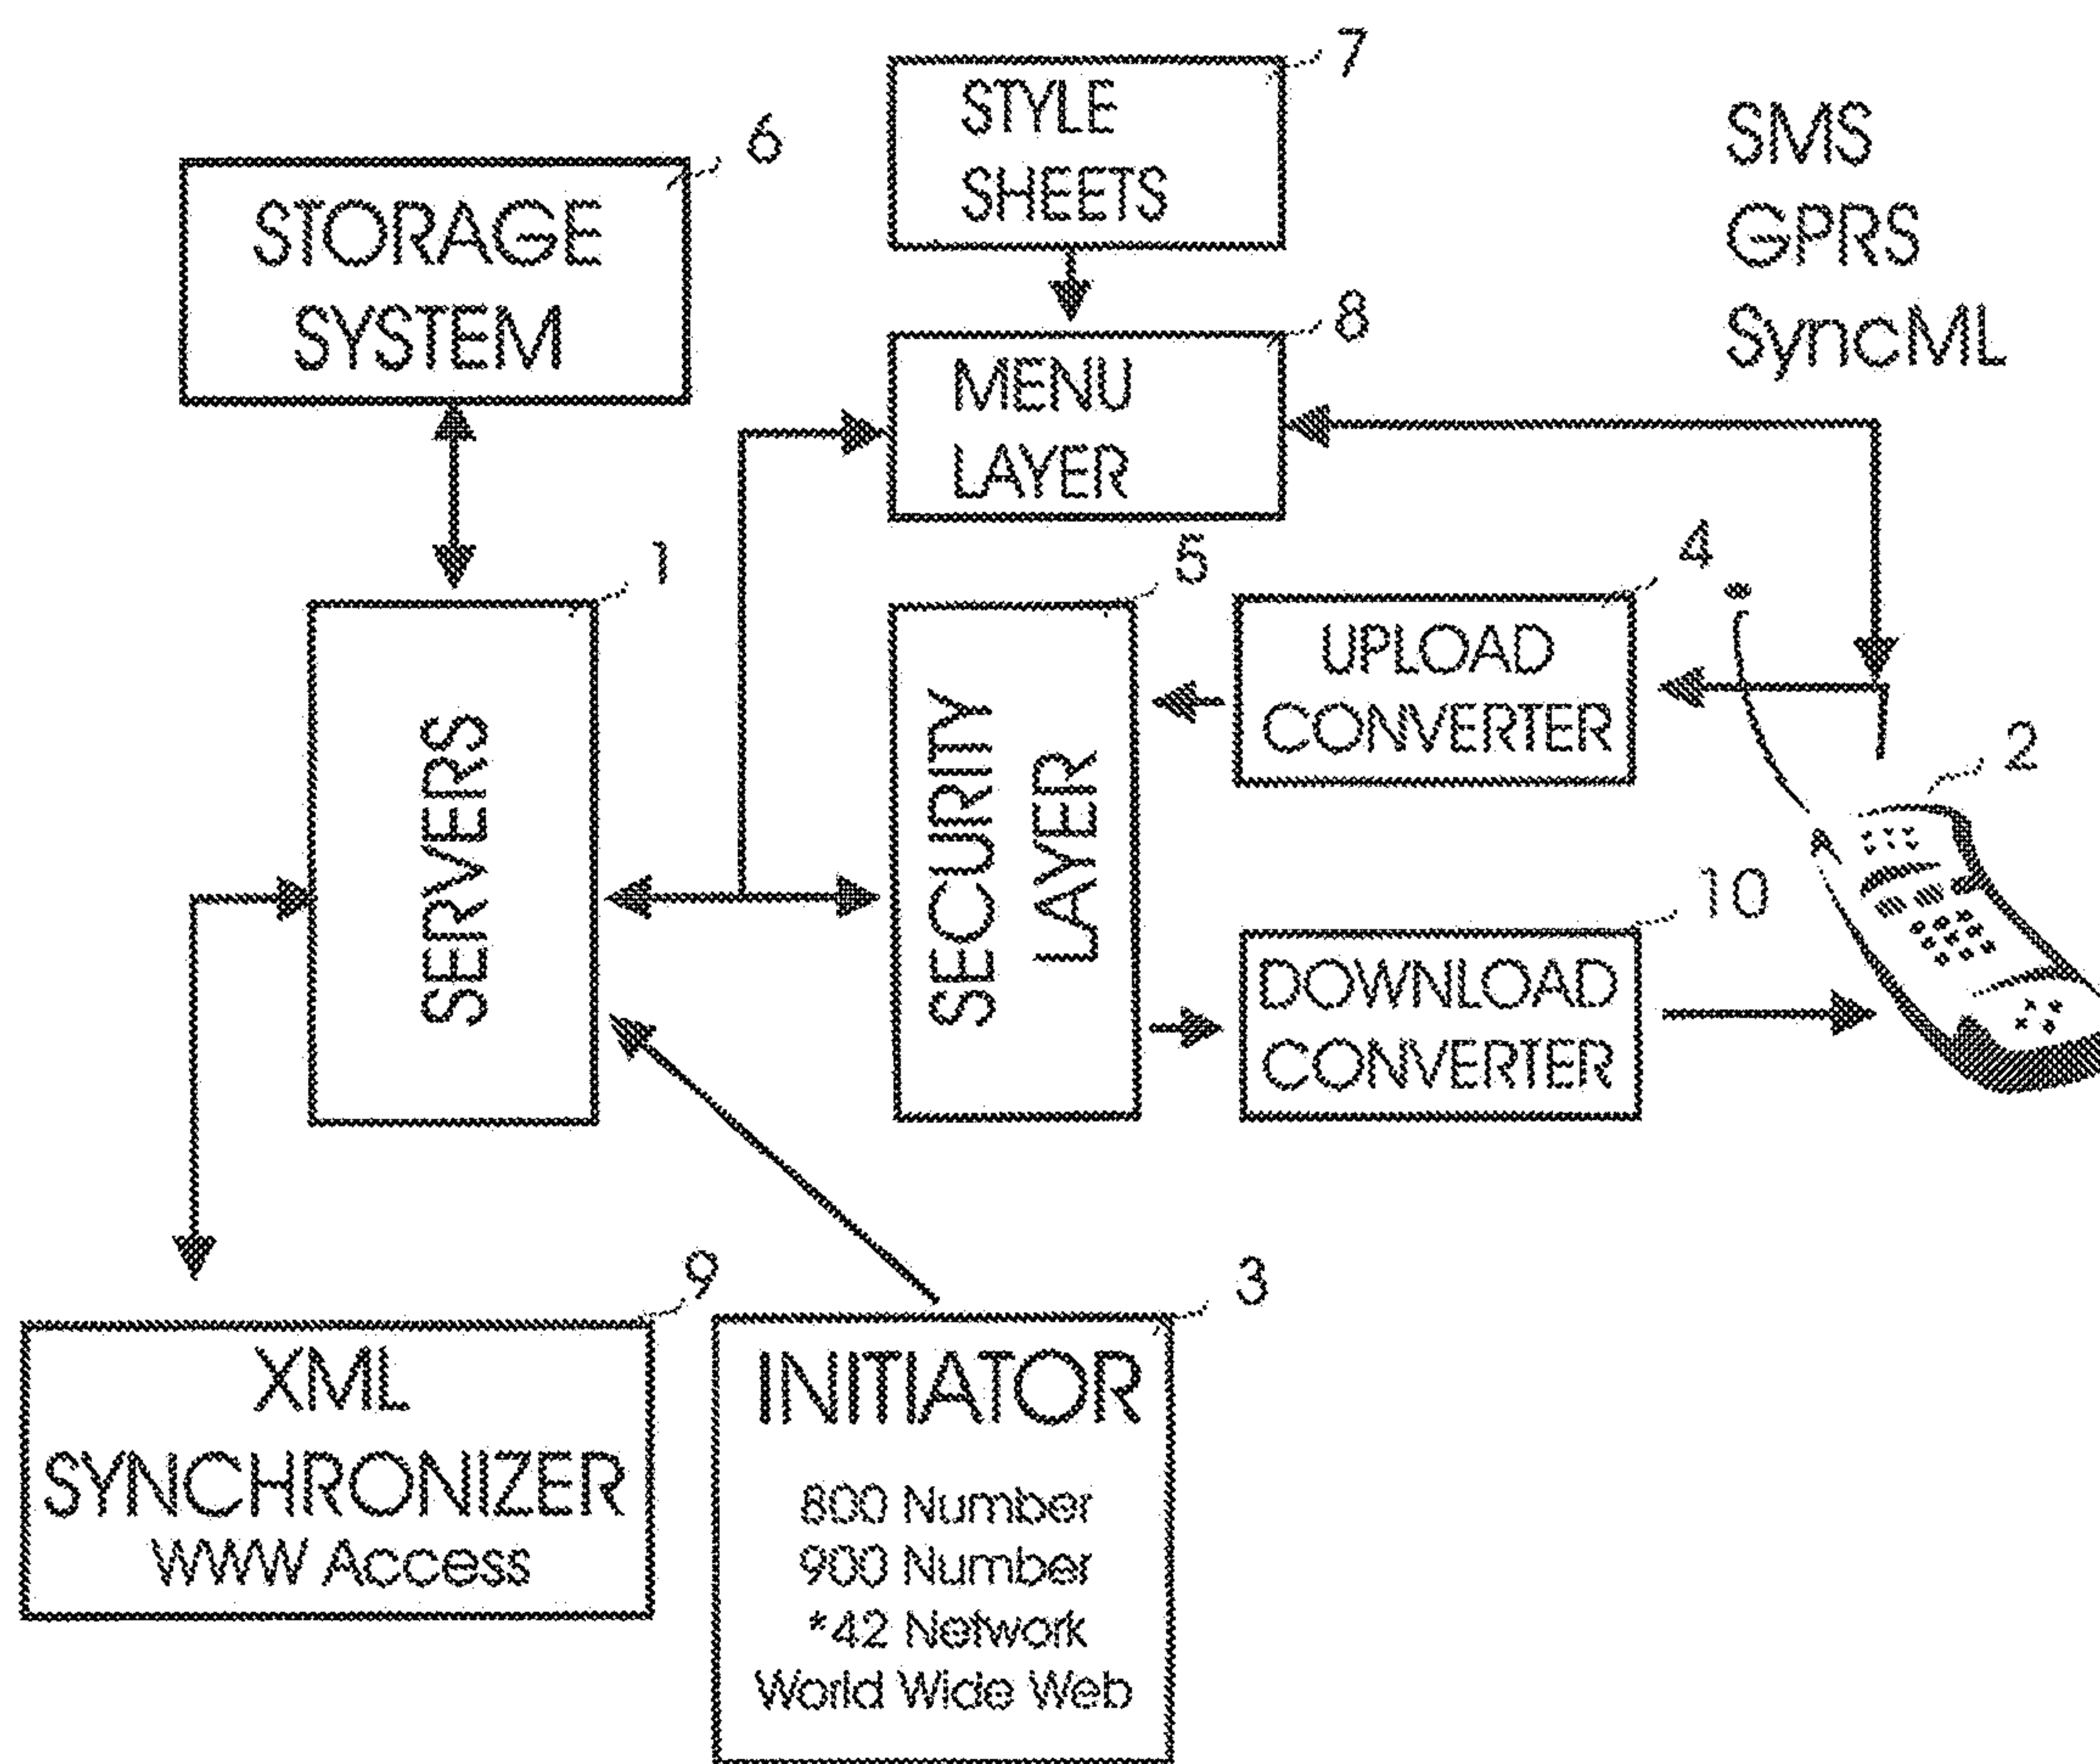 7
STYLE
SHEETS
6
STORAGE
SYSTEM
SMS
GPRS
SyncML
8
MENU
LAYER
1
SERVERS
5
SECURITY
LAYER
4
UPLOAD
CONVERTER
2
10
DOWNLOAD
CONVERTER
9
XML
SYNCHRONIZER
WWW Access
3
INITIATOR
800 Number
900 Number
*42 Network
World Wide Web